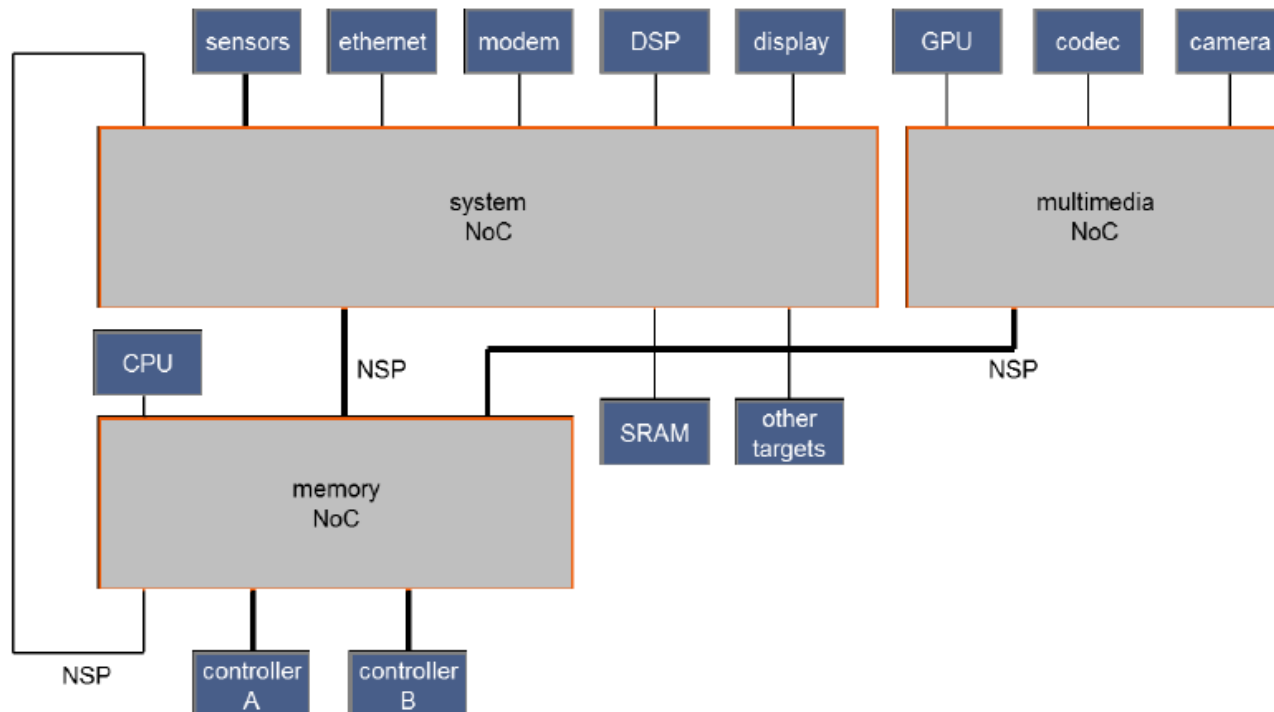 sensors
ethernet
modem
DSP
display
GPU
codec
camera
system
NoC
multimedia
NoC
CPU
NSP
NSP
SRAM
other
targets
memory
NoC
NSP
controller
A
controller
B